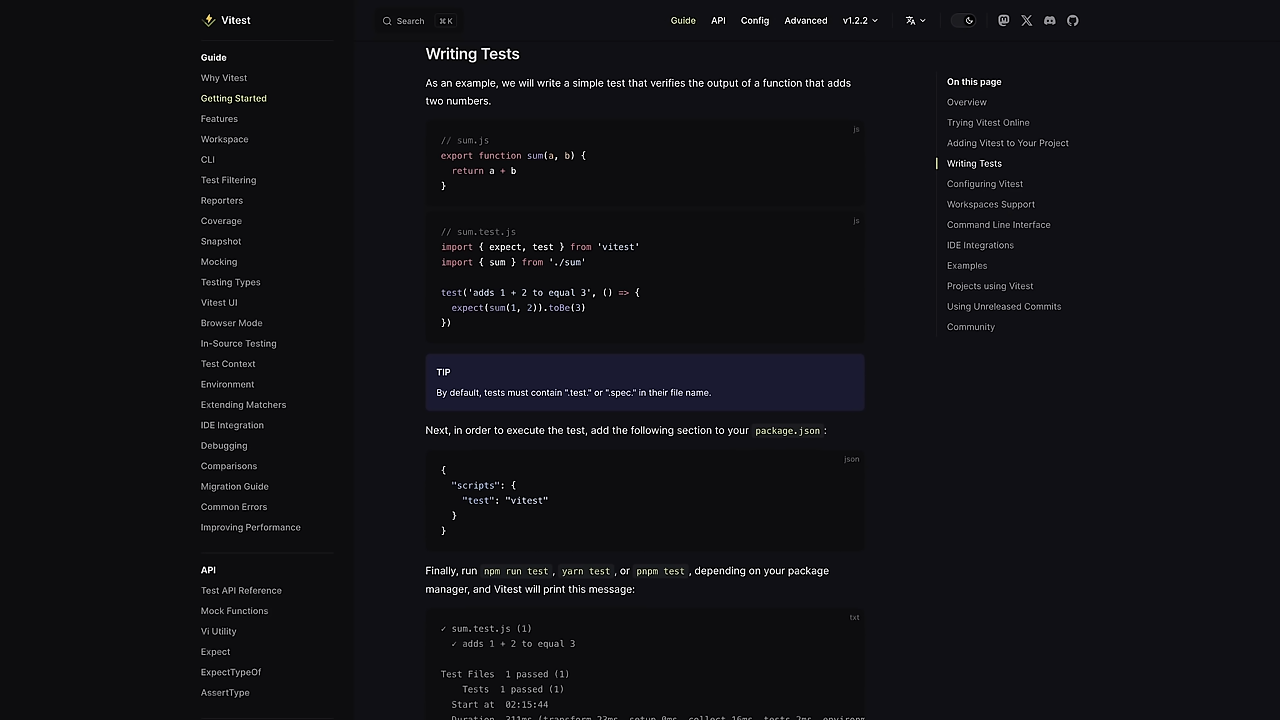 Vitest
Search ⌘ K
Guide API Config Advanced v1.2.2
Guide
Why Vitest
Getting Started
Features
Workspace
CLI
Test Filtering
Reporters
Coverage
Snapshot
Mocking
Testing Types
Vitest UI
Browser Mode
In-Source Testing
Test Context
Environment
Extending Matchers
IDE Integration
Debugging
Comparisons
Migration Guide
Common Errors
Improving Performance
API
Test API Reference
Mock Functions
Vi Utility
Expect
ExpectTypeOf
AssertType
Writing Tests
As an example, we will write a simple test that verifies the output of a function that adds
two numbers.
js
// sum.js
export function sum(a, b) {
  return a + b
}
js
// sum.test.js
import { expect, test } from 'vitest'
import { sum } from './sum'
test('adds 1 + 2 to equal 3', () => {
  expect(sum(1, 2)).toBe(3)
})
TIP
By default, tests must contain ".test." or ".spec." in their file name.
Next, in order to execute the test, add the following section to your package.json :
json
{
  "scripts": {
    "test": "vitest"
  }
}
Finally, run npm run test , yarn test , or pnpm test , depending on your package
manager, and Vitest will print this message:
txt
✓ sum.test.js (1)
  ✓ adds 1 + 2 to equal 3
Test Files  1 passed (1)
    Tests  1 passed (1)
  Start at  02:15:44
  Duration  311ms (transform 23ms, setup 0ms, collect 16ms, tests 2ms, environ
On this page
Overview
Trying Vitest Online
Adding Vitest to Your Project
Writing Tests
Configuring Vitest
Workspaces Support
Command Line Interface
IDE Integrations
Examples
Projects using Vitest
Using Unreleased Commits
Community